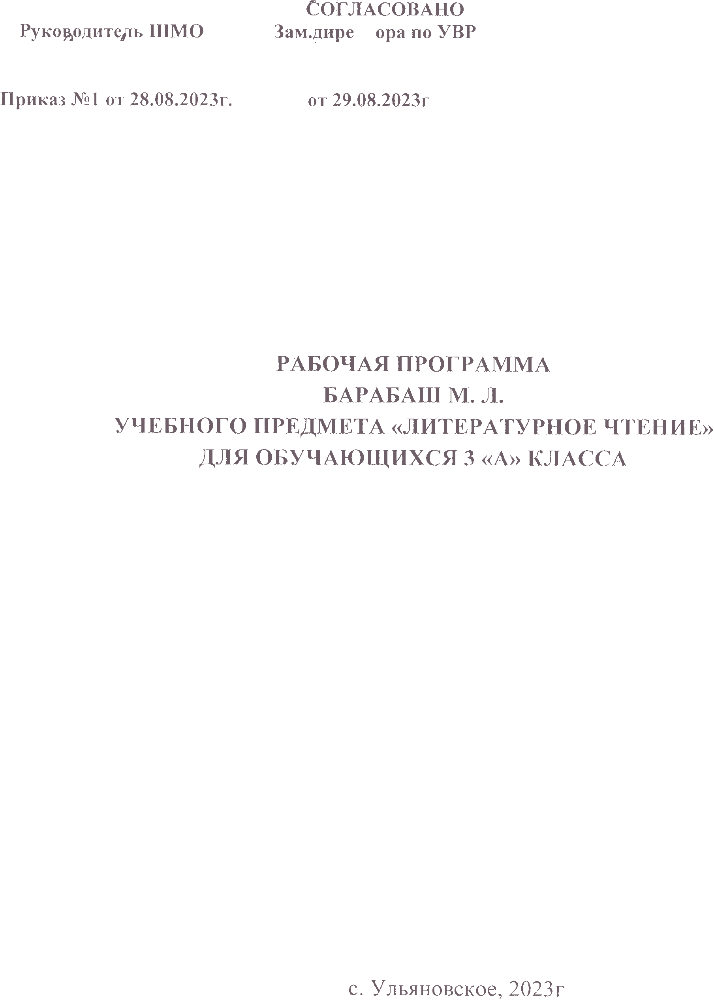 СОГЛАСОВАНО
Руководитель ШМО Зам.дире ора по УВР
Приказ №1 от 28.08.2023г. от 29.08.2023г
РАБОЧАЯ ПРОГРАММА
БАРАБАШ М. Л.
УЧЕБНОГО ПРЕДМЕТА «ЛИТЕРАТУРНОЕ ЧТЕНИЕ»
ДЛЯ ОБУЧАЮЩИХСЯ 3 «А» КЛАССА
с. Ульяновское, 2023г